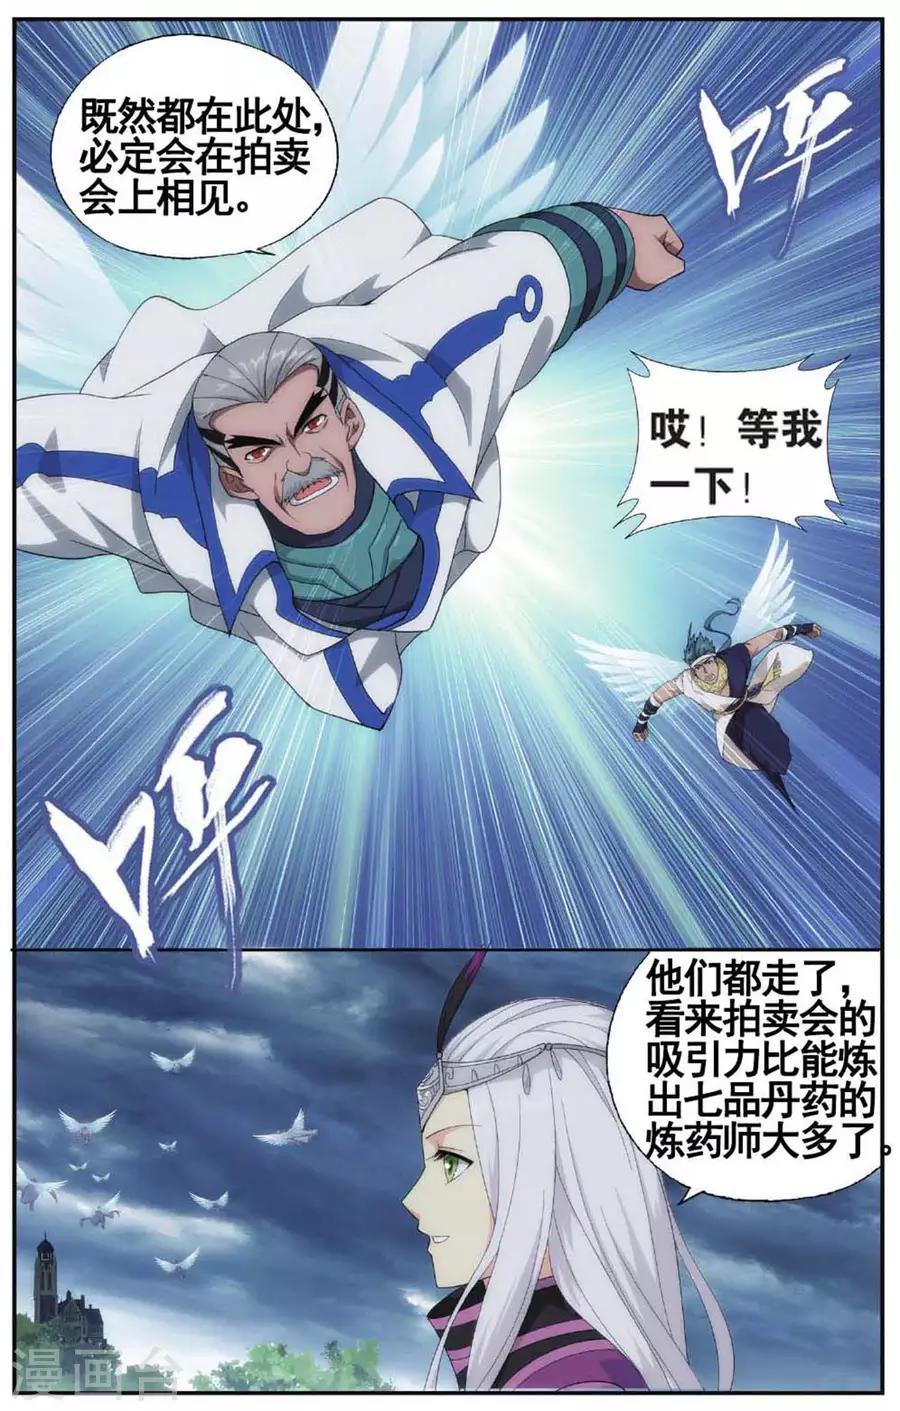 既然都在此处，
必定会在拍卖
会上相见。
呯
哎！等我
一下！
呯
他们都走了，
看来拍卖会的
吸引力比能炼
出七品丹药的
炼药师大多了。
漫画台